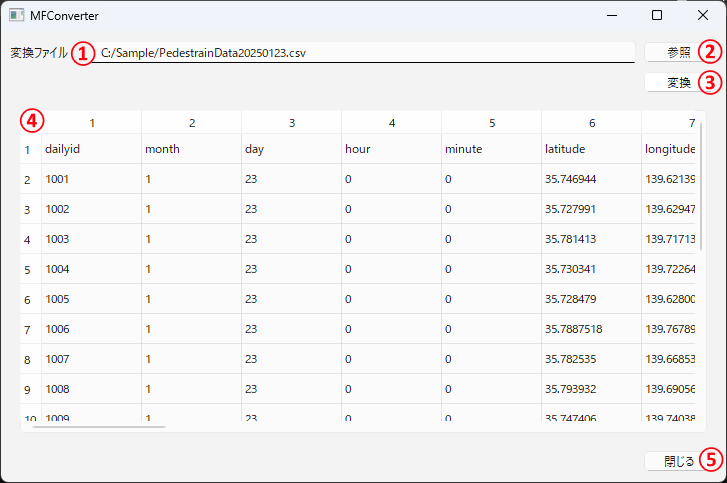 MFConverter
変換ファイル ① C:/Sample/PedestrainData20250123.csv 参照 ②
変換 ③
④ 1 2 3 4 5 6 7
1 dailyid month day hour minute latitude longitude
2 1001 1 23 0 0 35.746944 139.62139
3 1002 1 23 0 0 35.727991 139.62947
4 1003 1 23 0 0 35.781413 139.71713
5 1004 1 23 0 0 35.730341 139.72264
6 1005 1 23 0 0 35.728479 139.62800
7 1006 1 23 0 0 35.7887518 139.76789
8 1007 1 23 0 0 35.782535 139.66853
9 1008 1 23 0 0 35.793932 139.69056
10 1009 1 23 0 0 35.747406 139.74038
閉じる ⑤